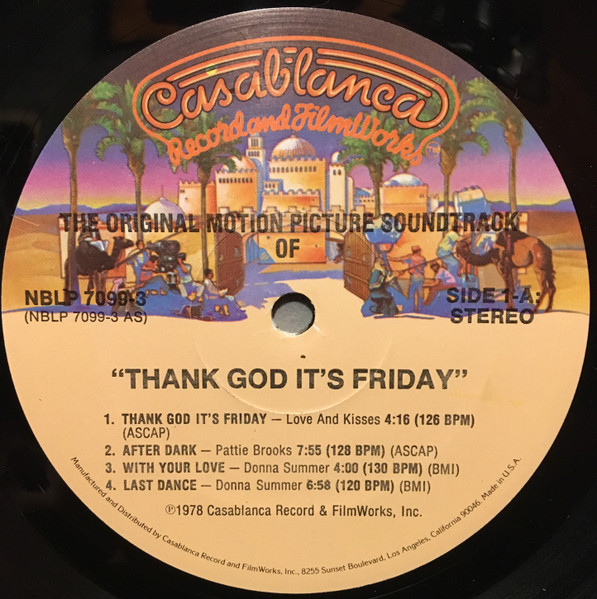 Casablanca
Record and FilmWorks
THE ORIGINAL MOTION PICTURE SOUNDTRACK
OF
NBLP 7099-3
(NBLP 7099-3 AS)
SIDE 1-A:
STEREO
"THANK GOD IT'S FRIDAY"
1. THANK GOD IT'S FRIDAY — Love And Kisses 4:16 (126 BPM)
(ASCAP)
2. AFTER DARK — Pattie Brooks 7:55 (128 BPM) (ASCAP)
3. WITH YOUR LOVE — Donna Summer 4:00 (130 BPM) (BMI)
4. LAST DANCE — Donna Summer 6:58 (120 BPM) (BMI)
℗1978 Casablanca Record & FilmWorks, Inc.
Manufactured and Distributed by Casablanca Record and FilmWorks, Inc., 8255 Sunset Boulevard, Los Angeles, California 90046. Made in U.S.A.